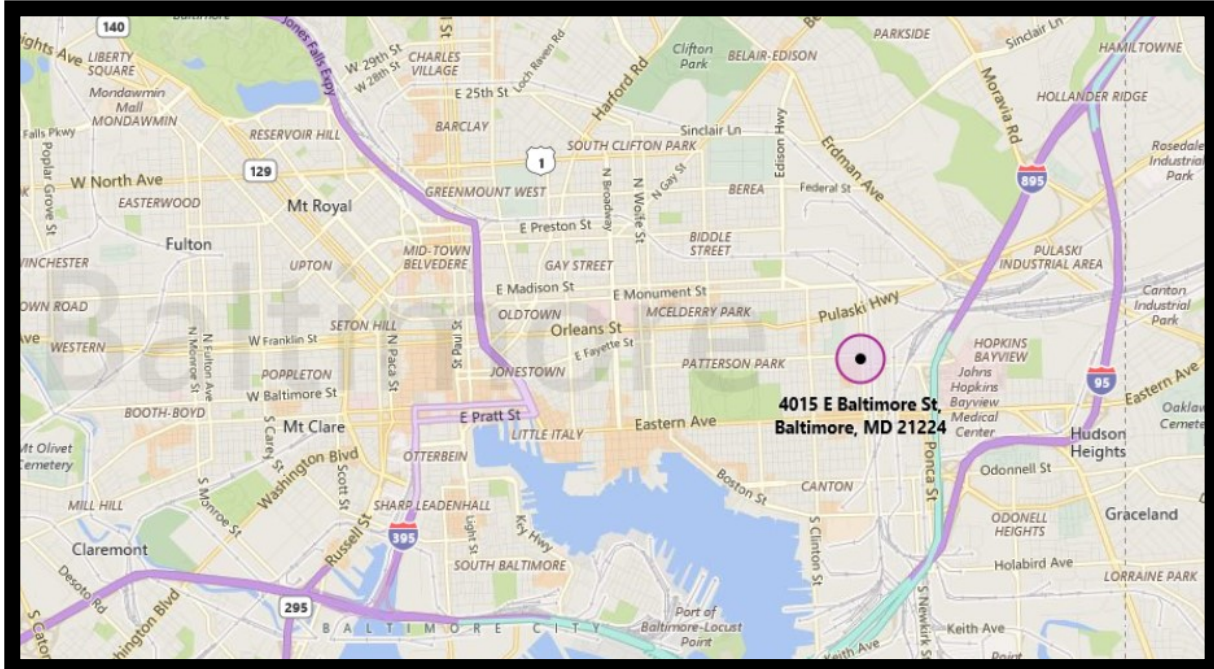 Baltimore
140
Jones Falls Expy
LIBERTY
SQUARE
W 29th St
W 28th St
CHARLES
VILLAGE
Loch Raven Rd
Harford Rd
Clifton
Park
BELAIR-EDISON
PARKSIDE
Sinclair Ln
HAMILTOWNE
Mondawmin
Mall
MONDAWMIN
E 25th St
Moravia Rd
HOLLANDER RIDGE
Falls Pkwy
Poplar Grove St
RESERVOIR HILL
BARCLAY
Sinclair Ln
Edison Hwy
SOUTH CLIFTON PARK
Erdman Ave
Rosedale
Industrial
Park
129
1
W North Ave
EASTERWOOD
Mt Royal
GREENMOUNT WEST
N Broadway
N Wolfe St
N Gay St
BEREA
Federal St
895
Fulton
E Preston St
BIDDLE
STREET
UPTON
MID-TOWN
BELVEDERE
GAY STREET
PULASKI
INDUSTRIAL AREA
Baltimore
E Madison St
E Monument St
Pulaski Hwy
Canton
Industrial
Park
OWN ROAD
SETON HILL
OLDTOWN
MCELDERRY PARK
WESTERN
N Monroe St
N Fulton Ave
W Franklin St
N Paca St
St Paul St
Orleans St
E Fayette St
PATTERSON PARK
HOPKINS
BAYVIEW
POPPLETON
JONESTOWN
Johns
Hopkins
Bayview
Medical
Center
95
Eastern Ave
W Baltimore St
BOOTH-BOYD
S Carey St
Mt Clare
E Pratt St
LITTLE ITALY
Eastern Ave
4015 E Baltimore St,
Baltimore, MD 21224
Hudson
Heights
Mt Olivet
Cemetery
Washington Blvd
Scott St
OTTERBEIN
Boston St
CANTON
Ponca St
Odonnell St
MILL HILL
S Monroe St
Russell St
SHARP LEADENHALL
Light St
Key Hwy
S Clinton St
ODONELL
HEIGHTS
Graceland
Claremont
395
SOUTH BALTIMORE
Holabird Ave
LORRAINE PARK
Desoto Rd
295
BALTIMORE CITY
Port of
Baltimore-Locust
Point
S Newkirk St
Keith Ave
Keith Ave